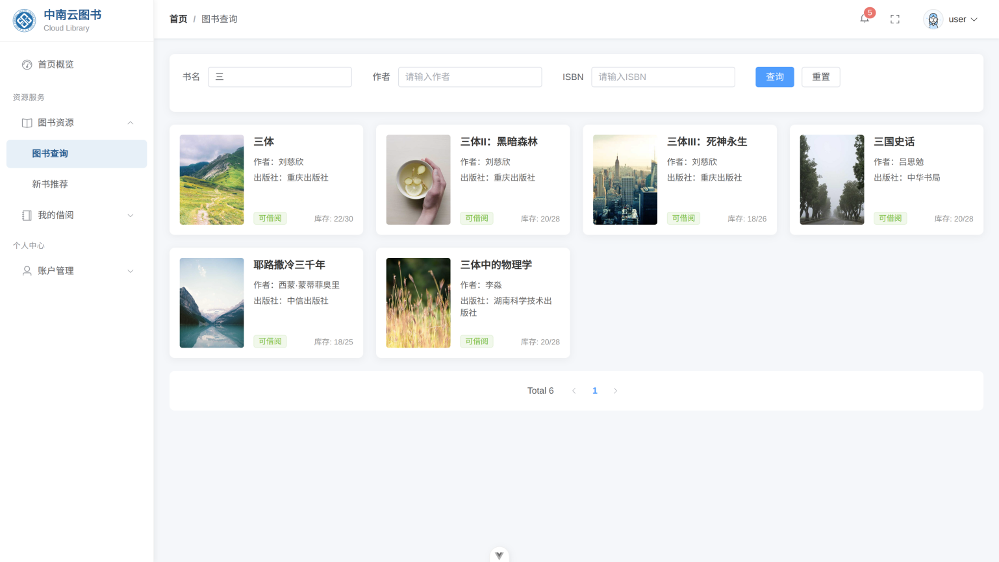 中南云图书
Cloud Library
首页 / 图书查询
5
user
首页概览
资源服务
图书资源
图书查询
新书推荐
我的借阅
个人中心
账户管理
书名 三 作者 请输入作者 ISBN 请输入ISBN 查询 重置
三体
作者：刘慈欣
出版社：重庆出版社
可借阅 库存: 22/30
三体II：黑暗森林
作者：刘慈欣
出版社：重庆出版社
可借阅 库存: 20/28
三体III：死神永生
作者：刘慈欣
出版社：重庆出版社
可借阅 库存: 18/26
三国史话
作者：吕思勉
出版社：中华书局
可借阅 库存: 20/28
耶路撒冷三千年
作者：西蒙·蒙蒂菲奥里
出版社：中信出版社
可借阅 库存: 18/25
三体中的物理学
作者：李淼
出版社：湖南科学技术出
版社
可借阅 库存: 20/28
Total 6 1